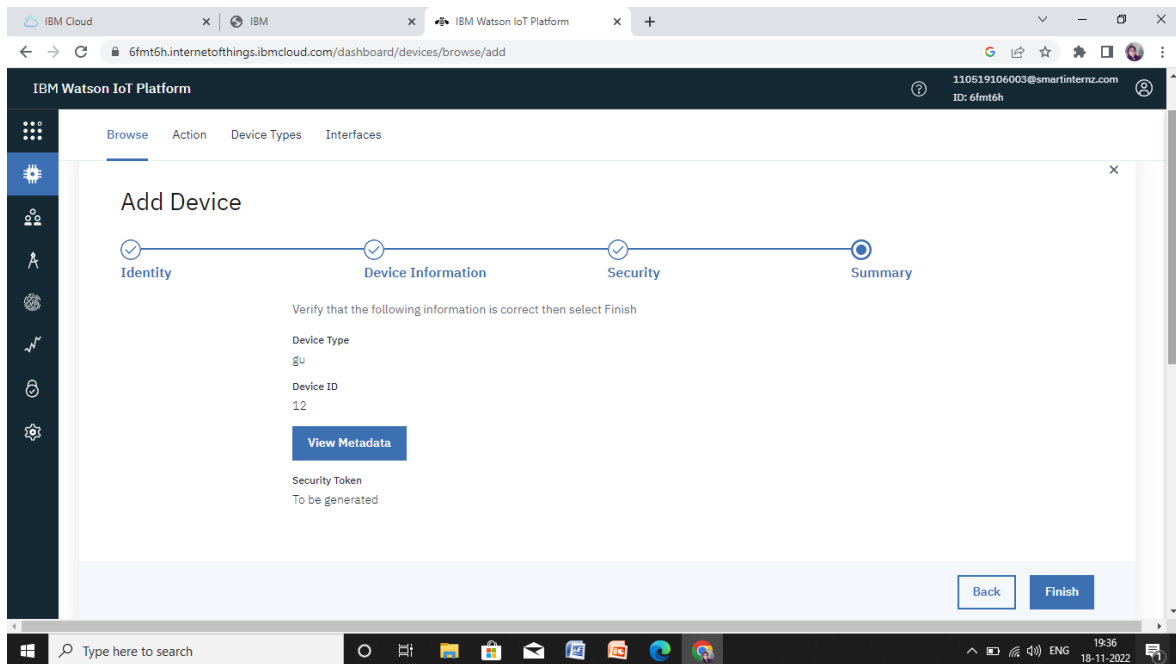 IBM Cloud
IBM
IBM Watson IoT Platform
6fmt6h.internetofthings.ibmcloud.com/dashboard/devices/browse/add
IBM Watson IoT Platform
110519106003@smartinternz.com
ID: 6fmt6h
Browse Action Device Types Interfaces
Add Device
Identity Device Information Security Summary
Verify that the following information is correct then select Finish
Device Type
gu
Device ID
12
View Metadata
Security Token
To be generated
Back Finish
Type here to search
ENG
19:36
18-11-2022